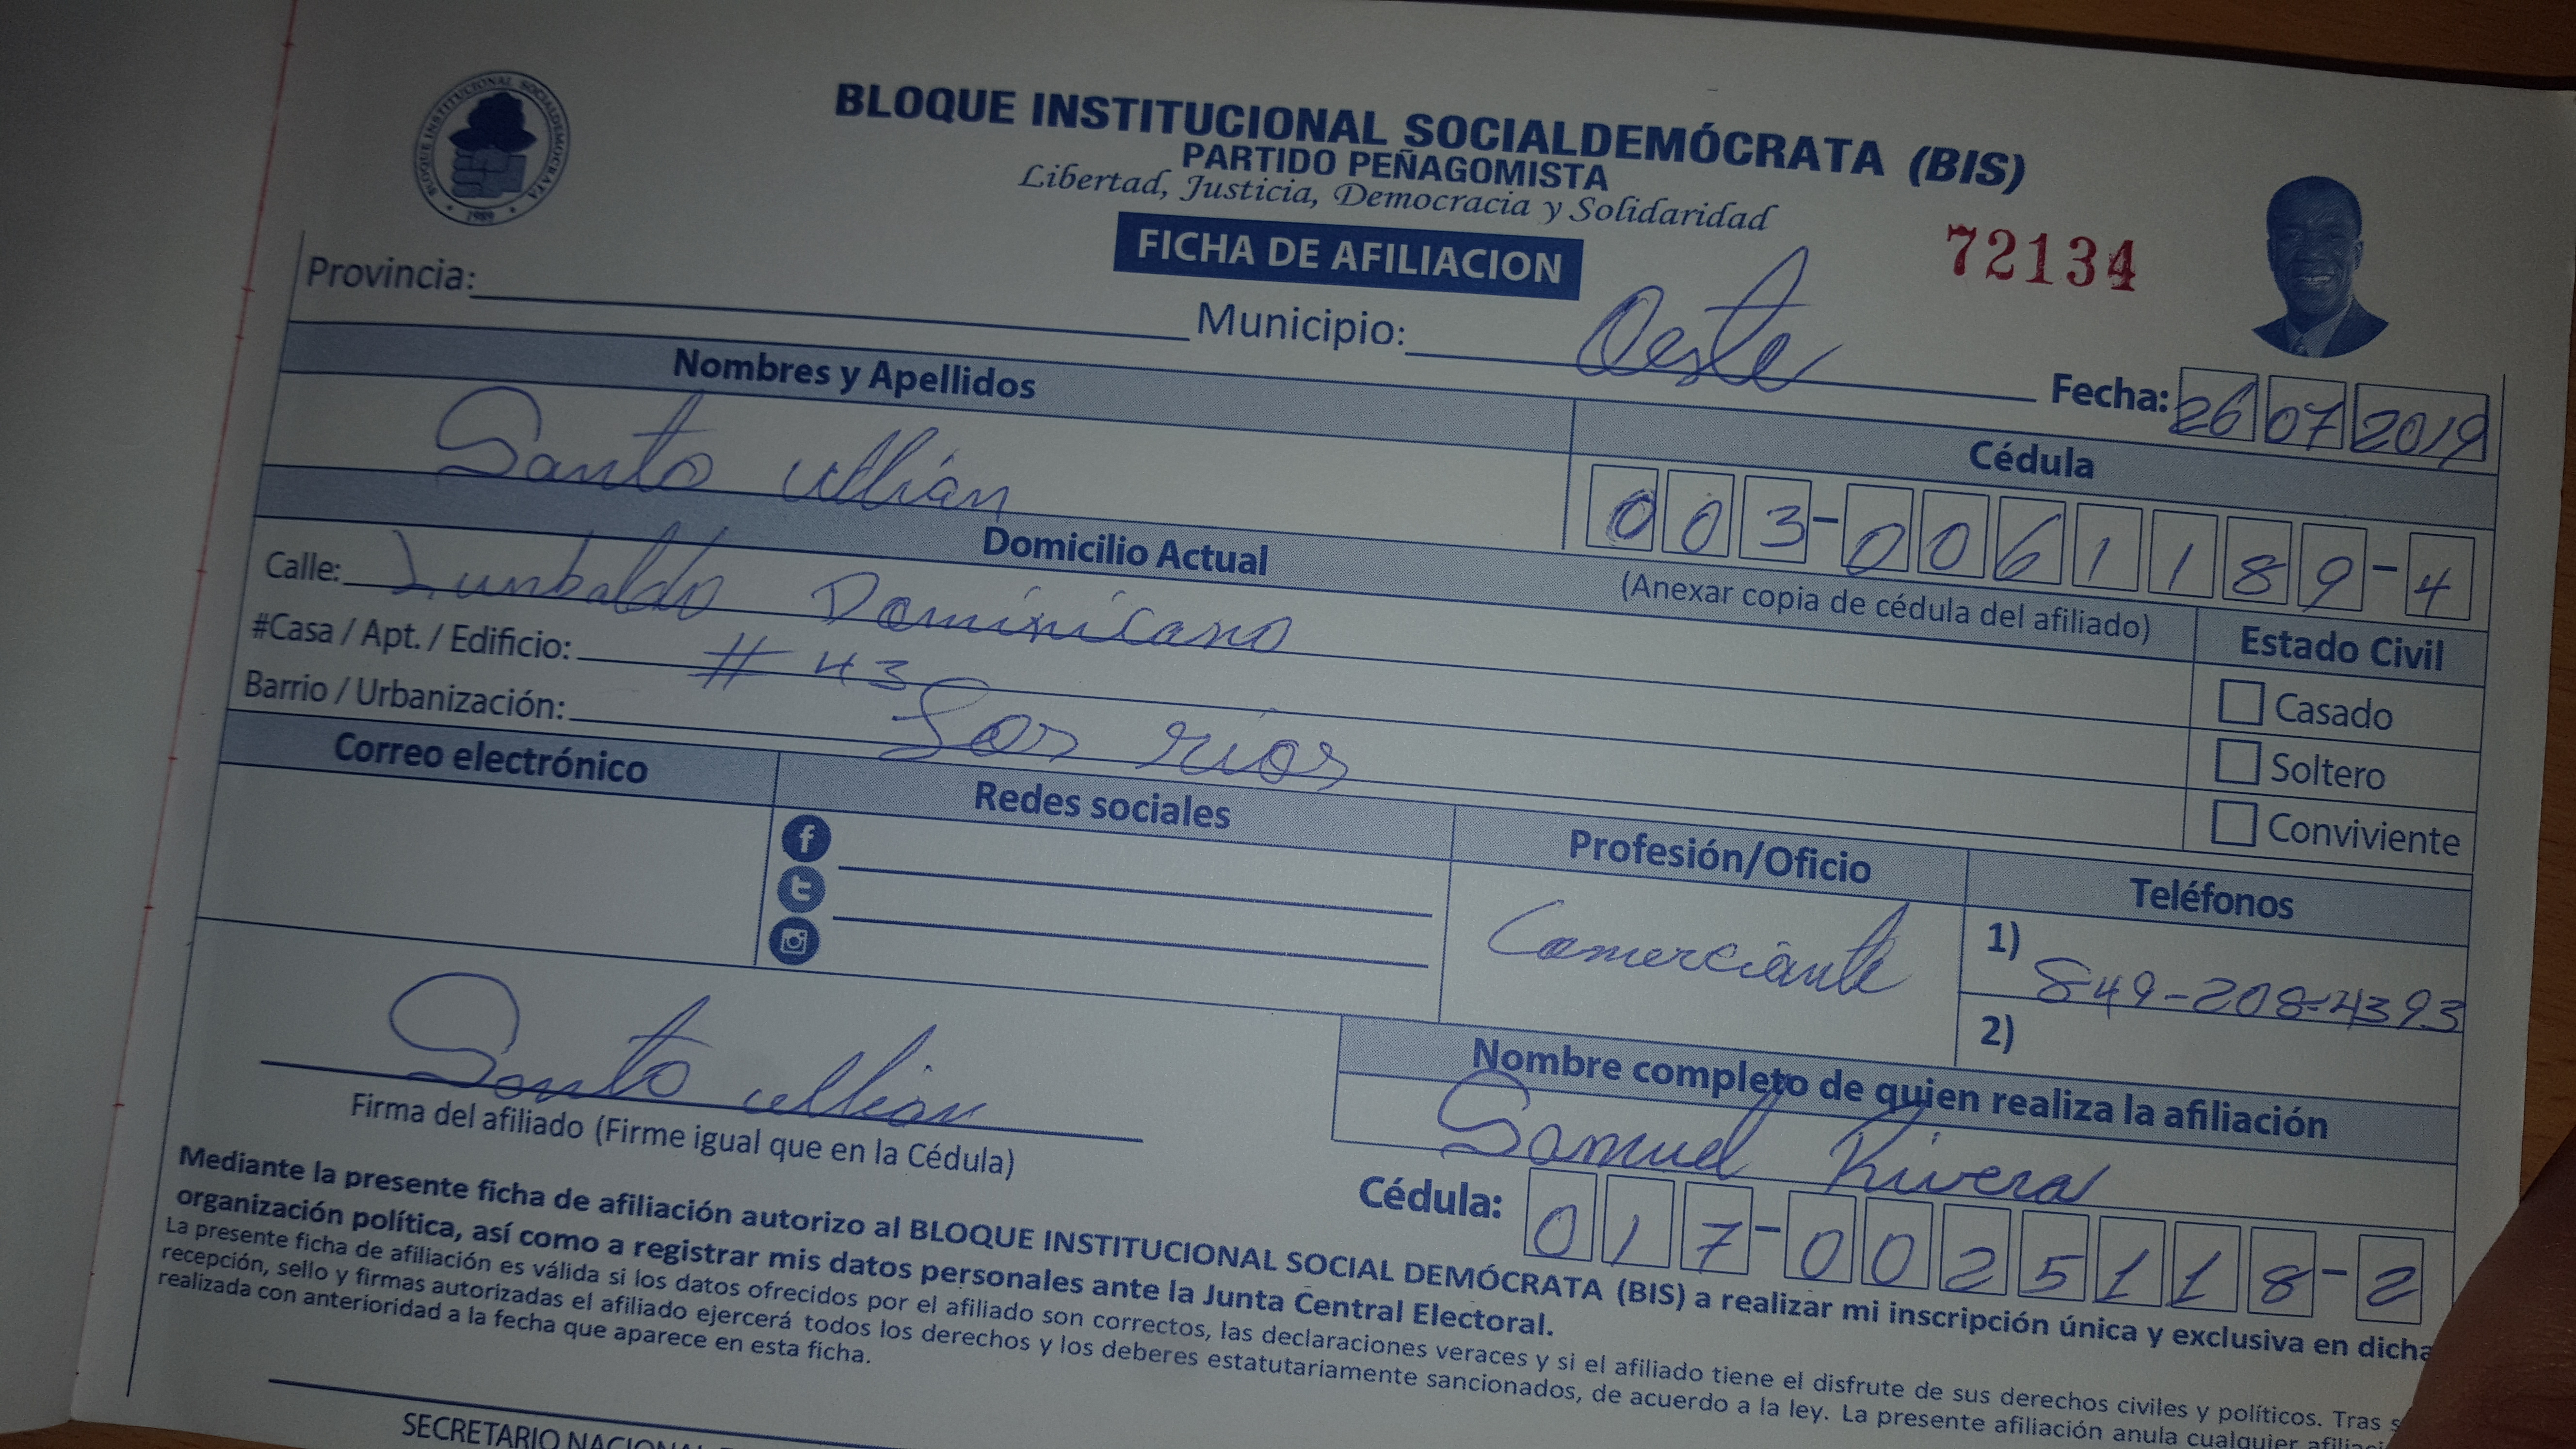 BLOQUE INSTITUCIONAL SOCIALDEMÓCRATA (BIS)
PARTIDO PEÑAGOMISTA
Libertad, Justicia, Democracia y Solidaridad
BLOQUE INSTITUCIONAL SOCIALDEMOCRATA
1989
FICHA DE AFILIACION
72134
Provincia:
Municipio: Oeste
Fecha: 26 07 2019
Nombres y Apellidos
Cédula
Santo ullian
003-0061189-4
Domicilio Actual
(Anexar copia de cédula del afiliado)
Calle: Dominicano
#Casa / Apt. / Edificio: # 43
Barrio / Urbanización: Los rios
Estado Civil
Casado
Soltero
Conviviente
Correo electrónico
Redes sociales
Profesión/Oficio
Teléfonos
Comerciante
1) 849-208-4393
2)
Santo ullian
Firma del afiliado (Firme igual que en la Cédula)
Nombre completo de quien realiza la afiliación
Samuel Rivera
Cédula: 017-0025118-2
Mediante la presente ficha de afiliación autorizo al BLOQUE INSTITUCIONAL SOCIAL DEMÓCRATA (BIS) a realizar mi inscripción única y exclusiva en dicha
organización política, así como a registrar mis datos personales ante la Junta Central Electoral.
La presente ficha de afiliación es válida si los datos ofrecidos por el afiliado son correctos, las declaraciones veraces y si el afiliado tiene el disfrute de sus derechos civiles y políticos. Tras
recepción, sello y firmas autorizadas el afiliado ejercerá todos los derechos y los deberes estatutariamente sancionados, de acuerdo a la ley. La presente afiliación anula cualquier
realizada con anterioridad a la fecha que aparece en esta ficha.
SECRETARIO